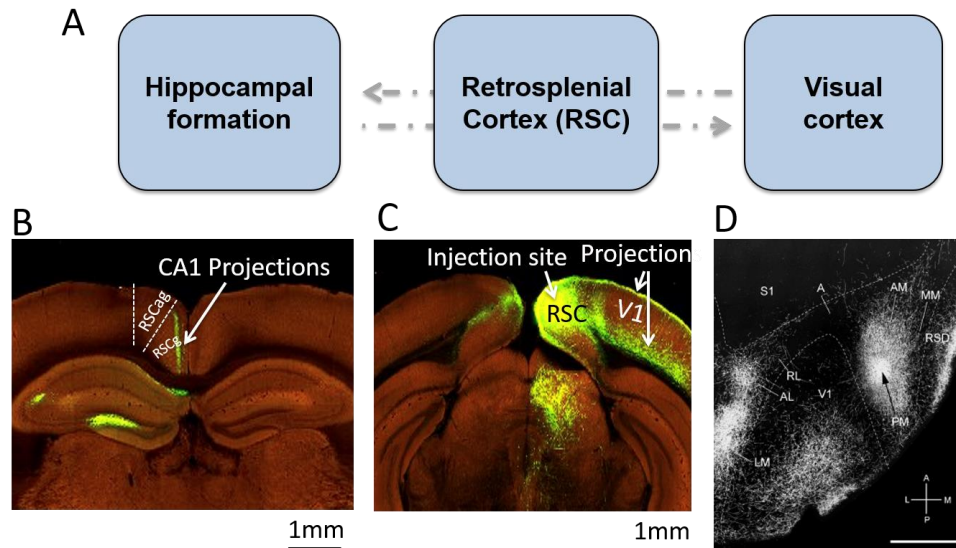 A
Hippocampal
formation
Retrosplenial
Cortex (RSC)
Visual
cortex
B
CA1 Projections
RSCag
RSCg
1mm
C
Injection site
Projection
RSC
V1
1mm
D
S1
A
AM
MM
RSD
RL
AL
V1
PM
LM
A
L
M
P